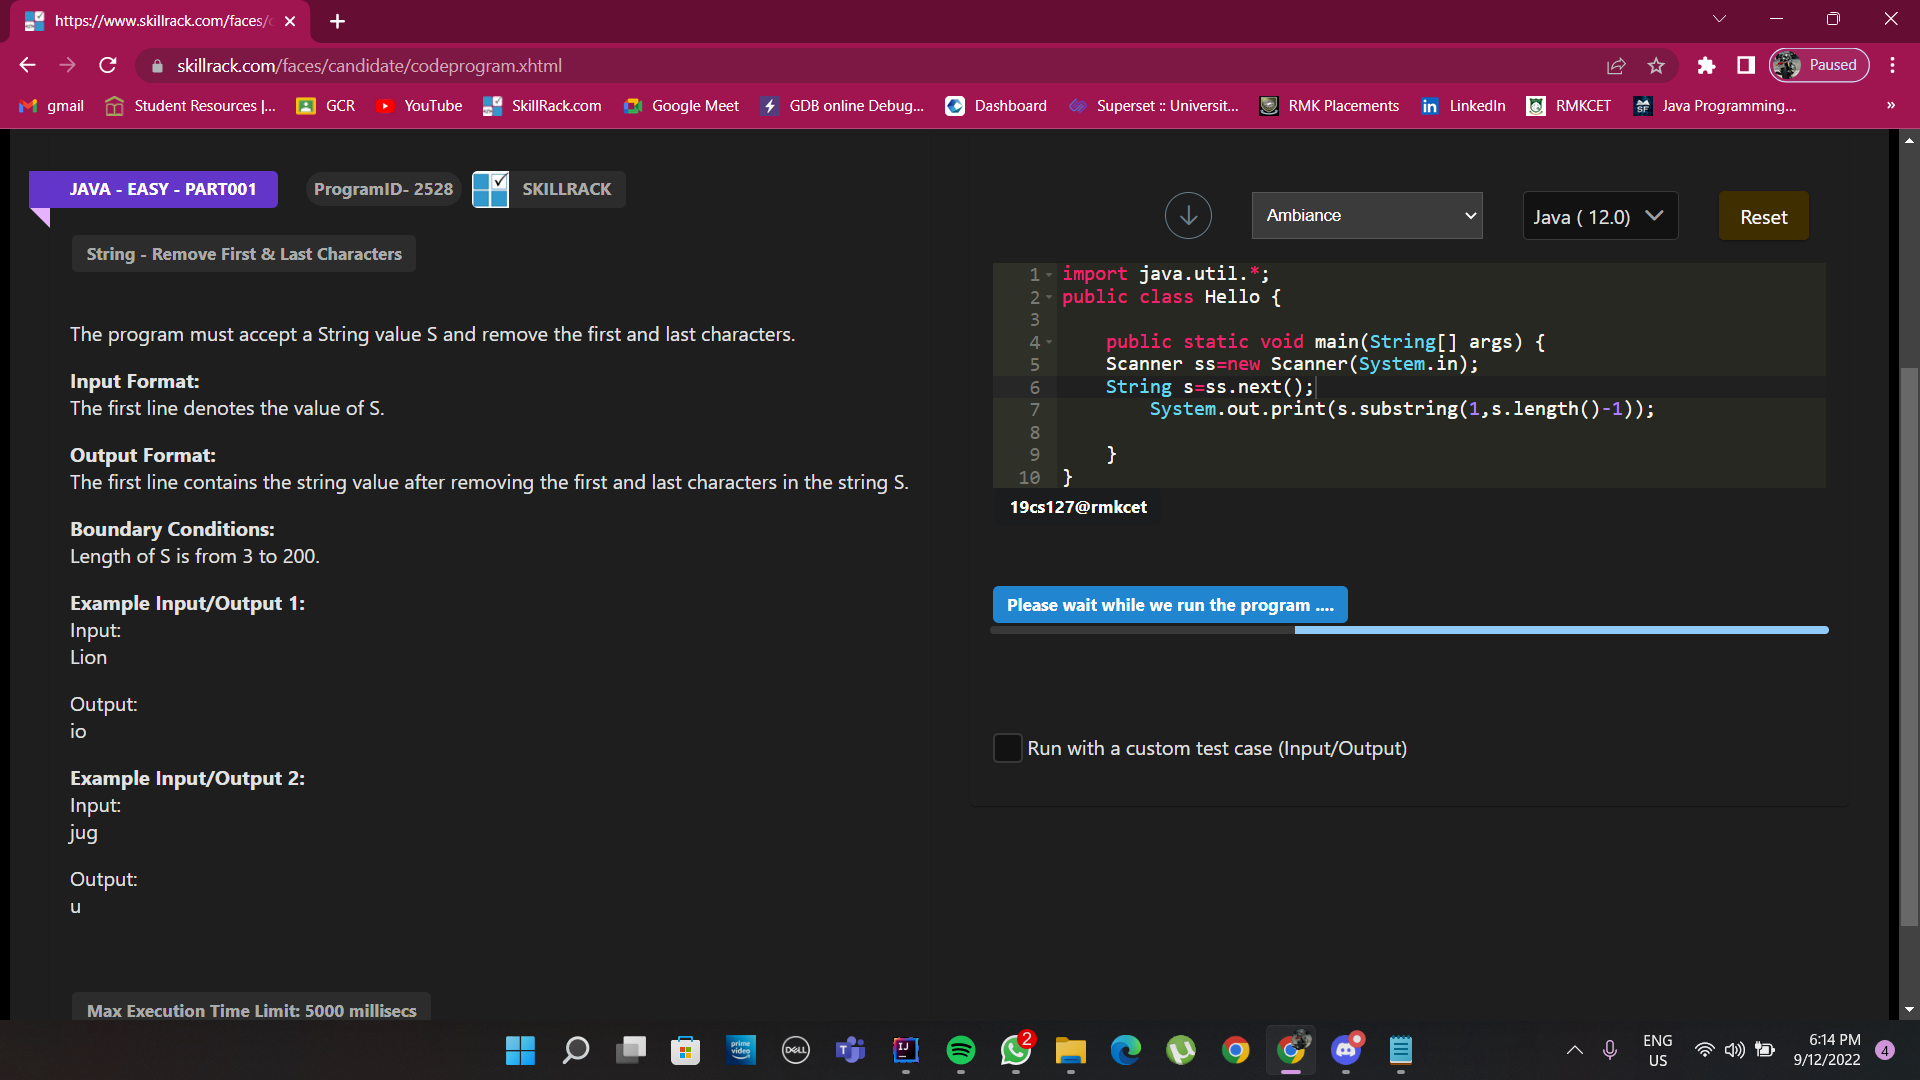 https://www.skillrack.com/faces/c
skillrack.com/faces/candidate/codeprogram.xhtml
Paused
gmail
Student Resources |...
GCR
YouTube
SkillRack.com
Google Meet
GDB online Debug...
Dashboard
Superset :: Universit...
RMK Placements
LinkedIn
RMKCET
Java Programming...
»
JAVA - EASY - PART001
ProgramID- 2528
SKILLRACK
String - Remove First & Last Characters
The program must accept a String value S and remove the first and last characters.
Input Format:
The first line denotes the value of S.
Output Format:
The first line contains the string value after removing the first and last characters in the string S.
Boundary Conditions:
Length of S is from 3 to 200.
Example Input/Output 1:
Input:
Lion
Output:
io
Example Input/Output 2:
Input:
jug
Output:
u
Max Execution Time Limit: 5000 millisecs
Ambiance
Java ( 12.0)
Reset
1 import java.util.*;
2 public class Hello {
3
4 public static void main(String[] args) {
5 Scanner ss=new Scanner(System.in);
6 String s=ss.next();
7 System.out.print(s.substring(1,s.length()-1));
8
9 }
10 }
19cs127@rmkcet
Please wait while we run the program ....
Run with a custom test case (Input/Output)
prime video
DELL
IJ
2
ENG
US
6:14 PM
9/12/2022
4